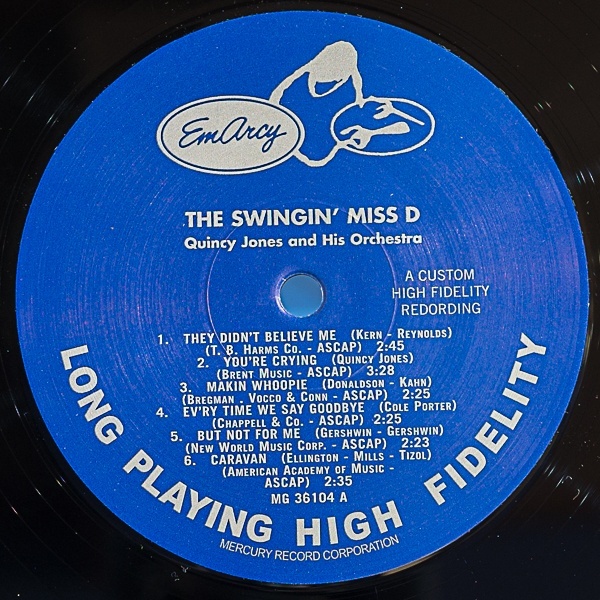 EmArcy
THE SWINGIN' MISS D
Quincy Jones and His Orchestra
A CUSTOM
HIGH FIDELITY
REDORDING
1. THEY DIDN'T BELIEVE ME (KERN - REYNOLDS)
(T. B. HARMS CO. - ASCAP) 2:45
2. YOU'RE CRYING (QUINCY JONES)
(BRENT MUSIC - ASCAP) 3:28
3. MAKIN WHOOPIE (DONALDSON - KAHN)
(BREGMAN - VOCCO & CONN - ASCAP) 2:25
4. EV'RY TIME WE SAY GOODBYE (COLE PORTER)
(CHAPPELL & CO. - ASCAP) 2:25
5. BUT NOT FOR ME (GERSHWIN - GERSHWIN)
(NEW WORLD MUSIC CORP. - ASCAP) 2:23
6. CARAVAN (ELLINGTON - MILLS - TIZOL)
(AMERICAN ACADEMY OF MUSIC -
ASCAP) 2:35
MG 36104 A
LONG PLAYING HIGH FIDELITY
MERCURY RECORD CORPORATION